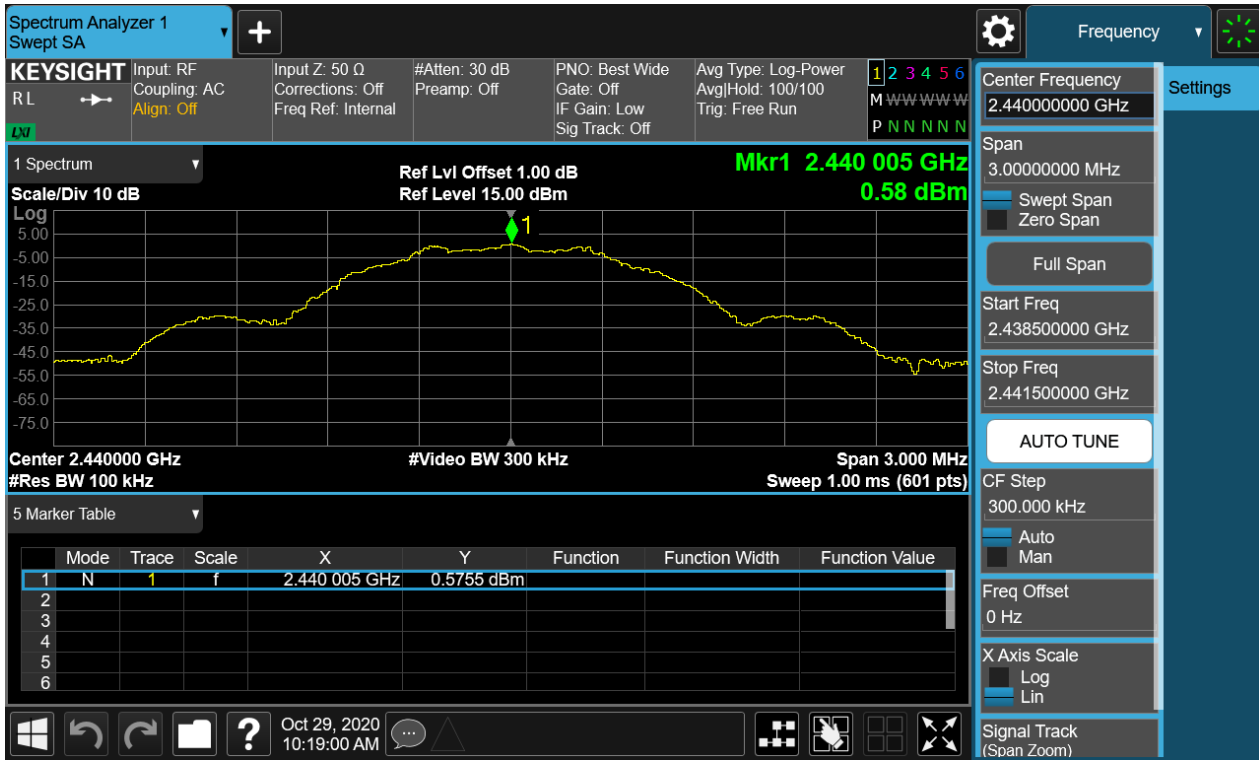 Spectrum Analyzer 1
Swept SA
+
Frequency
KEYSIGHT
R L
LXI
Input: RF
Coupling: AC
Align: Off
Input Z: 50 Ω
Corrections: Off
Freq Ref: Internal
#Atten: 30 dB
Preamp: Off
PNO: Best Wide
Gate: Off
IF Gain: Low
Sig Track: Off
Avg Type: Log-Power
Avg|Hold: 100/100
Trig: Free Run
1 2 3 4 5 6
M W W W W W
P N N N N N
1 Spectrum
Scale/Div 10 dB
Ref Lvl Offset 1.00 dB
Ref Level 15.00 dBm
Mkr1 2.440 005 GHz
0.58 dBm
Log
1
5.00
-5.00
-15.0
-25.0
-35.0
-45.0
-55.0
-65.0
-75.0
Center 2.440000 GHz
#Video BW 300 kHz
Span 3.000 MHz
#Res BW 100 kHz
Sweep 1.00 ms (601 pts)
5 Marker Table
Mode Trace Scale X Y Function Function Width Function Value
1 N 1 f 2.440 005 GHz 0.5755 dBm
2
3
4
5
6
?
Oct 29, 2020
10:19:00 AM
Center Frequency
2.440000000 GHz
Settings
Span
3.00000000 MHz
Swept Span
Zero Span
Full Span
Start Freq
2.438500000 GHz
Stop Freq
2.441500000 GHz
AUTO TUNE
CF Step
300.000 kHz
Auto
Man
Freq Offset
0 Hz
X Axis Scale
Log
Lin
Signal Track
(Span Zoom)